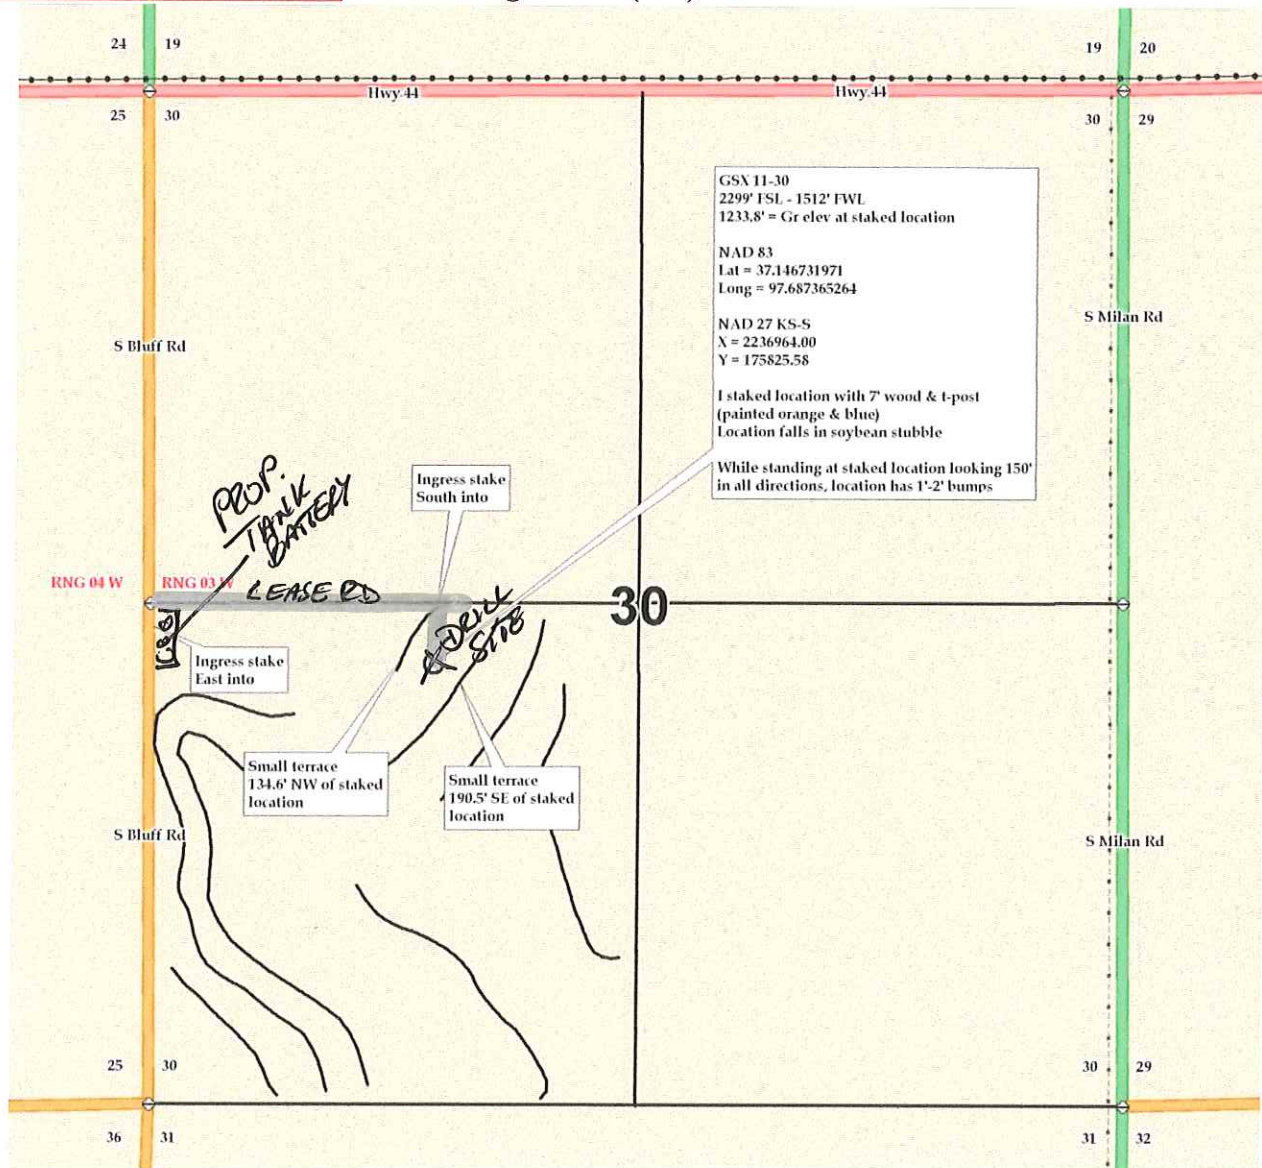 24
19
19
20
Hwy 44
Hwy 44
25
30
30
29
GSX 11-30
2299' FSL - 1512' FWL
1233.8' = Gr elev at staked location
NAD 83
Lat = 37.146731971
Long = 97.687365264
NAD 27 KS-S
X = 2236964.00
Y = 175825.58
I staked location with 7' wood & t-post
(painted orange & blue)
Location falls in soybean stubble
While standing at staked location looking 150'
in all directions, location has 1'-2' bumps
S Bluff Rd
S Milan Rd
PROP.
TANK
BATTERY
Ingress stake
South into
RNG 04 W
RNG 03 W
LEASE RD
30
DRILL
SITE
Ingress stake
East into
Small terrace
134.6' NW of staked
location
Small terrace
190.5' SE of staked
location
S Bluff Rd
S Milan Rd
25
30
30
29
36
31
31
32